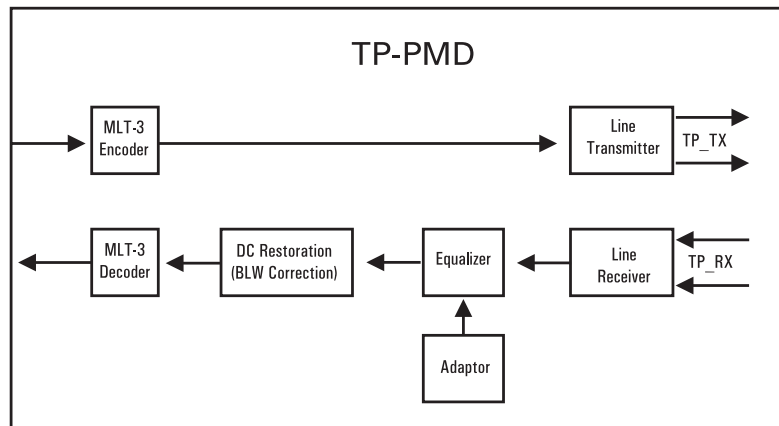 TP-PMD
MLT-3
Encoder
Line
Transmitter
TP_TX
MLT-3
Decoder
DC Restoration
(BLW Correction)
Equalizer
Line
Receiver
TP_RX
Adaptor